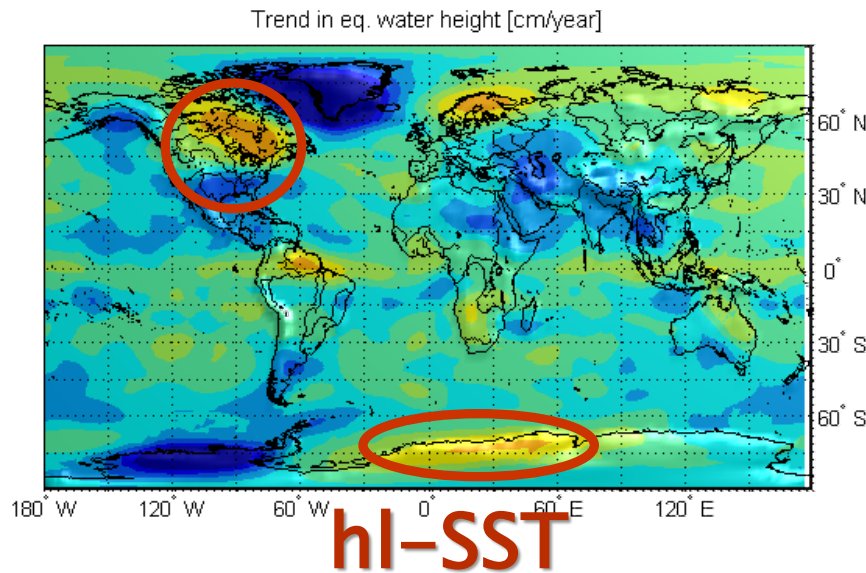 Trend in eq. water height [cm/year]
60° N
30° N
0°
30° S
60° S
180° W 120° W 60° W 0° 60° E 120° E
hl-SST